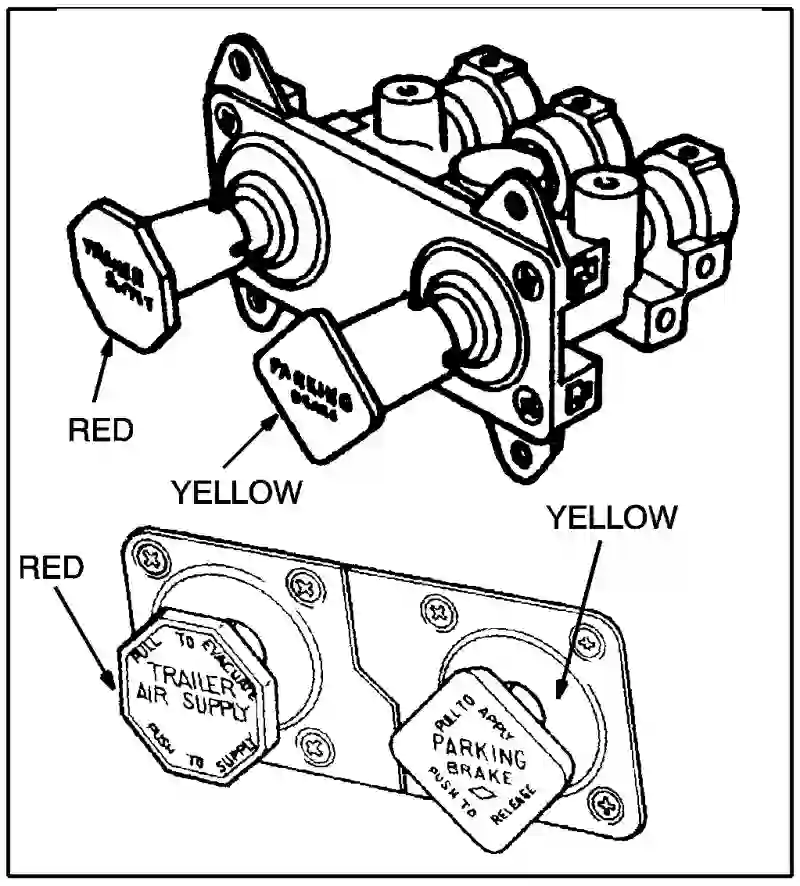 TRAILER
SUPPLY
RED
PARKING
BRAKE
YELLOW
YELLOW
RED
PULL TO EVACUATE
TRAILER
AIR SUPPLY
PUSH TO SUPPLY
PULL TO APPLY
PARKING
BRAKE
PUSH TO RELEASE